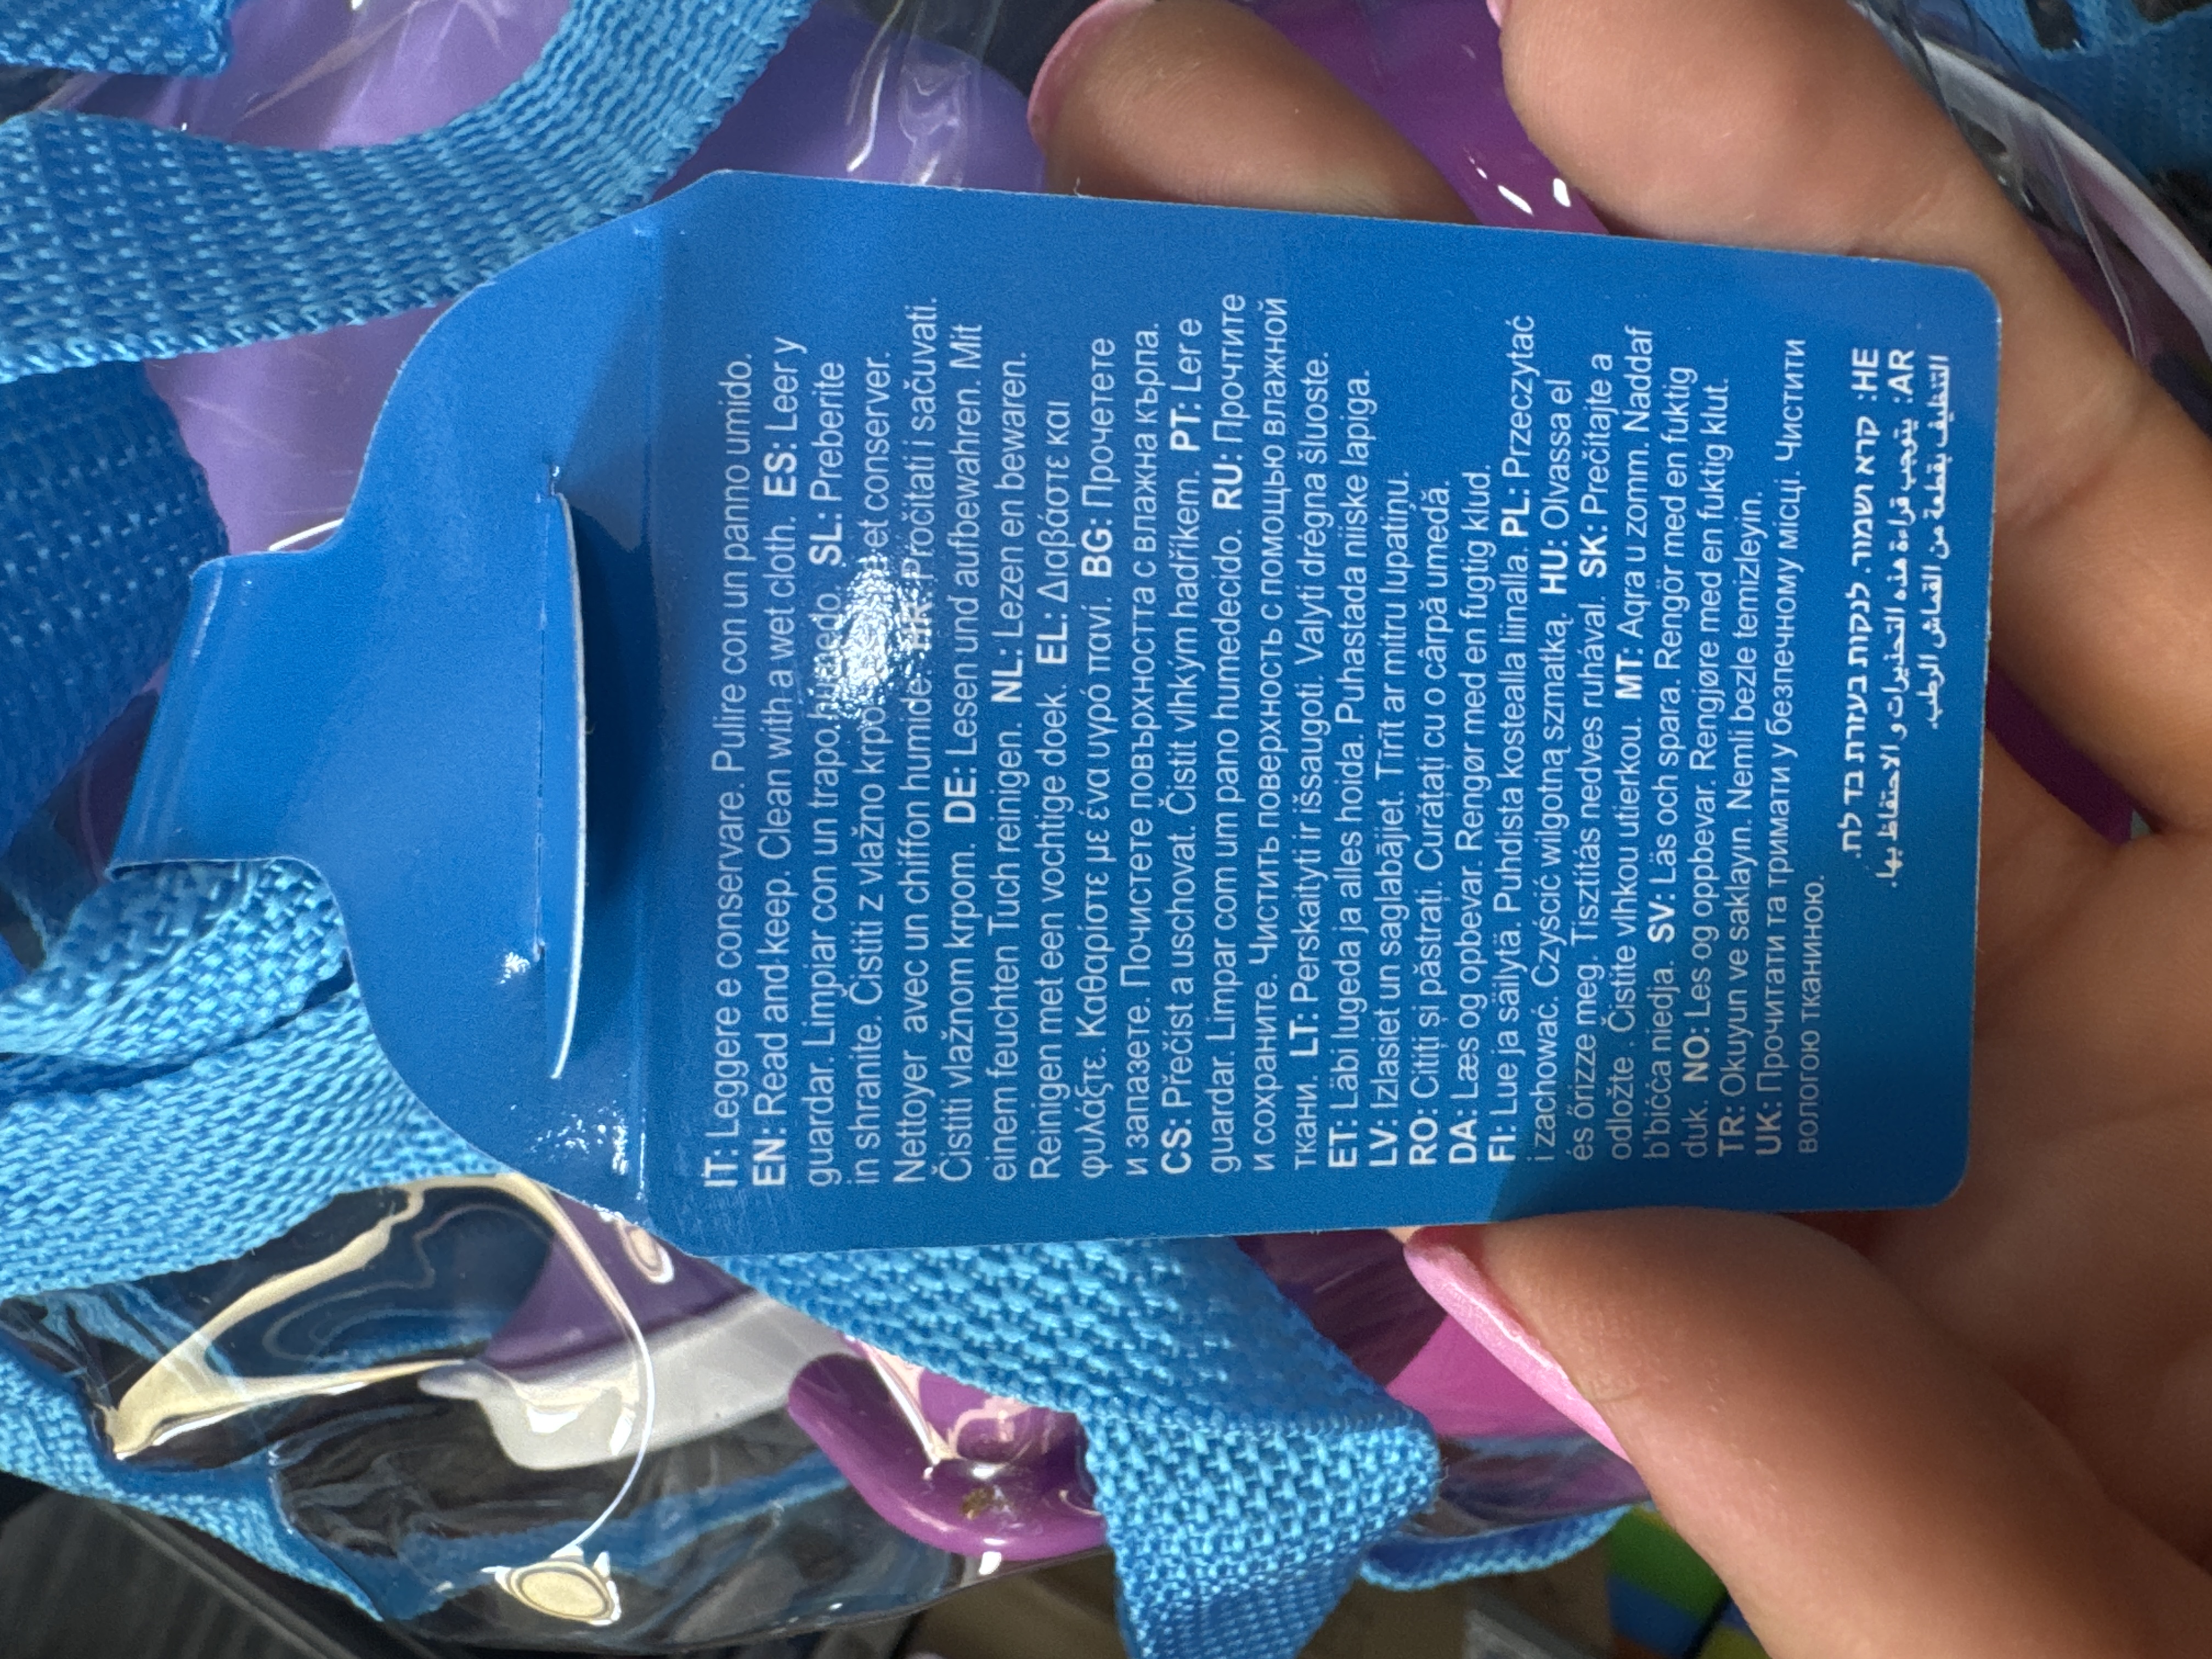 IT: Leggere e conservare. Pulire con un panno umido.
EN: Read and keep. Clean with a wet cloth. ES: Leer y
guardar. Limpiar con un trapo SL: Preberite
in shranite. Čistiti z vlažno et conserver.
Nettoyer avec un chiffon humide. Pročitati i sačuvati.
Čistiti vlažnom krpom. DE: Lesen und aufbewahren. Mit
einem feuchten Tuch reinigen. NL: Lezen en bewaren.
Reinigen met een vochtige doek. EL: Διαβάστε και
φυλάξτε. Καθαρίστε με ένα υγρό πανί. BG: Прочетете
и запазете. Почистете повърхността с влажна кърпа.
CS: Přečíst a uschovat. Čistit vlhkým hadříkem. PT: Ler e
guardar. Limpar com um pano humedecido. RU: Прочтите
и сохраните. Чистить поверхность с помощью влажной
ткани. LT: Perskaityti ir išsaugoti. Valyti drėgna šluoste.
ET: Läbi lugeda ja alles hoida. Puhastada niiske lapiga.
LV: Izlasiet un saglabājiet. Tīrīt ar mitru lupatiņu.
RO: Citiți și păstrați. Curățați cu o cârpă umedă.
DA: Læs og opbevar. Rengør med en fugtig klud.
FI: Lue ja säilytä. Puhdista kostealla liinalla. PL: Przeczytać
i zachować. Czyścić wilgotną szmatką. HU: Olvassa el
és őrizze meg. Tisztítás nedves ruhával. SK: Prečítajte a
odložte . Čistite vlhkou utierkou. MT: Aqra u zomm. Naddaf
b'biċċa niedja. SV: Läs och spara. Rengör med en fuktig
duk. NO: Les og oppbevar. Rengjøre med en fuktig klut.
TR: Okuyun ve saklayın. Nemli bezle temizleyin.
UK: Прочитати та тримати у безпечному місці. Чистити
вологою тканиною.
HE: קרא ושמור. לנקות בעזרת בד לח.
AR: يتوجب قراءة هذه التحذيرات و الاحتفاظ بها.
التنظيف بقطعة من القماش الرطب.